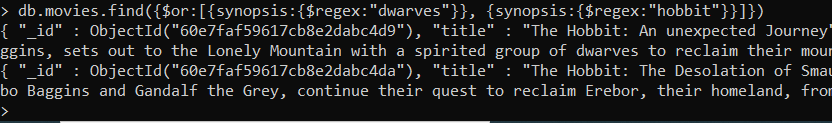 > db.movies.find({$or:[{synopsis:{$regex:"dwarves"}}, {synopsis:{$regex:"hobbit"}}]})
{ "_id" : ObjectId("60e7faf59617cb8e2dabc4d9"), "title" : "The Hobbit: An unexpected Journey"
ggins, sets out to the Lonely Mountain with a spirited group of dwarves to reclaim their moun
{ "_id" : ObjectId("60e7faf59617cb8e2dabc4da"), "title" : "The Hobbit: The Desolation of Smau
bo Baggins and Gandalf the Grey, continue their quest to reclaim Erebor, their homeland, from
>